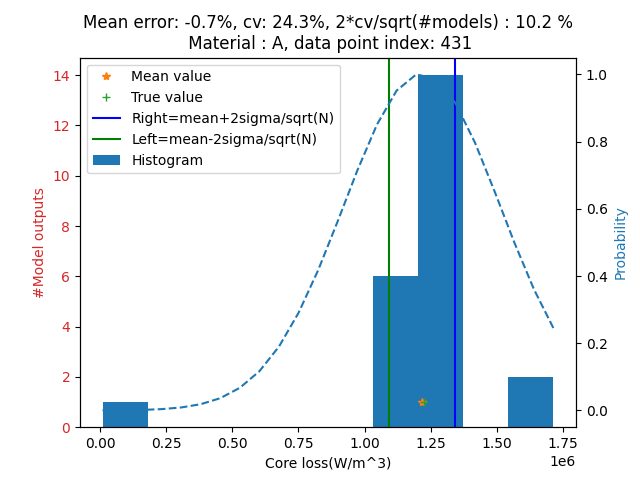 Mean error: -0.7%, cv: 24.3%, 2*cv/sqrt(#models) : 10.2 %
Material : A, data point index: 431
Mean value
True value
Right=mean+2sigma/sqrt(N)
Left=mean-2sigma/sqrt(N)
Histogram
#Model outputs
14
12
10
8
6
4
2
0
1.0
0.8
0.6
0.4
0.2
0.0
Probability
0.00 0.25 0.50 0.75 1.00 1.25 1.50 1.75
1e6
Core loss(W/m^3)